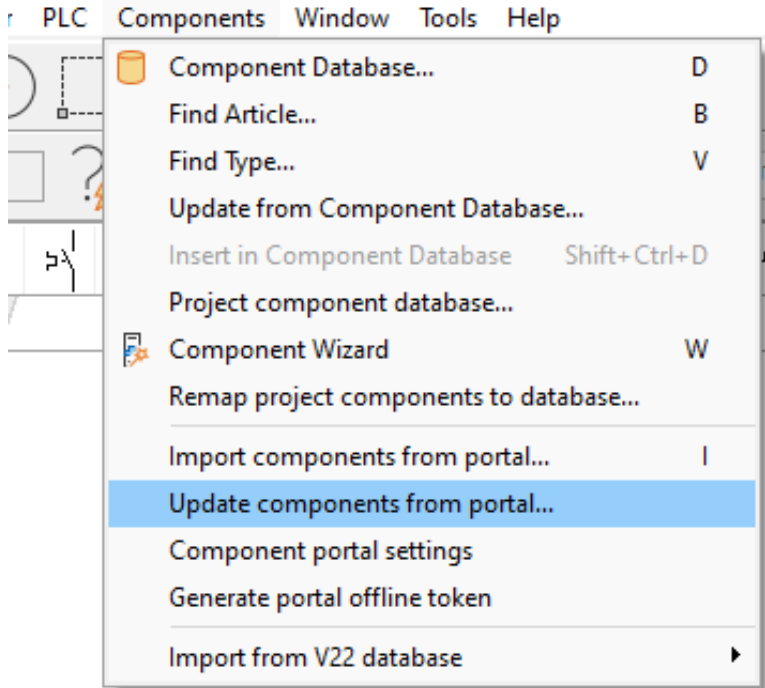 PLC Components Window Tools Help
Component Database... D
Find Article... B
Find Type... V
Update from Component Database...
Insert in Component Database Shift+Ctrl+D
Project component database...
Component Wizard W
Remap project components to database...
Import components from portal... I
Update components from portal...
Component portal settings
Generate portal offline token
Import from V22 database